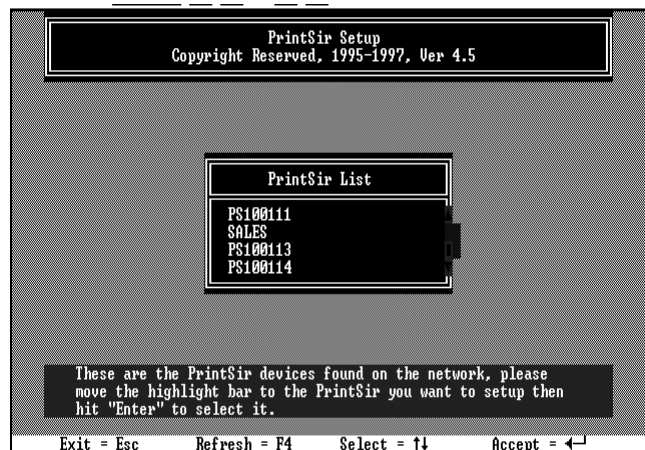 PrintSir Setup
Copyright Reserved, 1995-1997, Ver 4.5
PrintSir List
PS100111
SALES
PS100113
PS100114
These are the PrintSir devices found on the network, please
move the highlight bar to the PrintSir you want to setup then
hit "Enter" to select it.
Exit = Esc Refresh = F4 Select = ↑↓ Accept = ↵